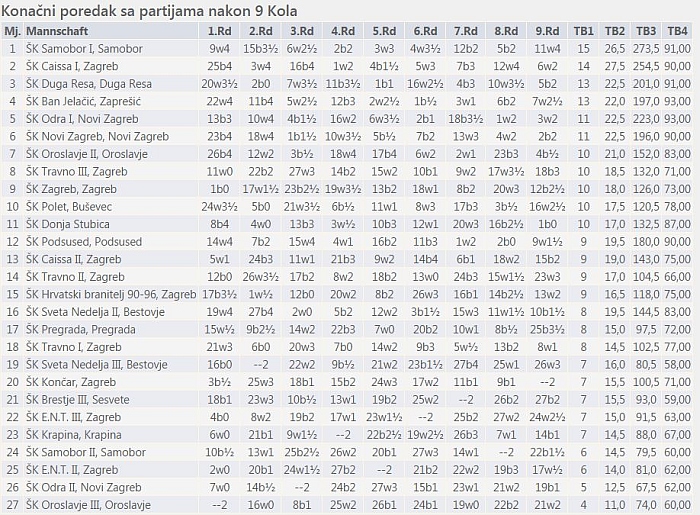 Konačni poredak sa partijama nakon 9 Kola
Mj. Mannschaft 1.Rd 2.Rd 3.Rd 4.Rd 5.Rd 6.Rd 7.Rd 8.Rd 9.Rd TB1 TB2 TB3 TB4
1 ŠK Samobor I, Samobor 9w4 15b3½ 6w2½ 2b2 3w3 4w3½ 12b2 5b2 11w4 15 26,5 273,5 91,00
2 ŠK Caissa I, Zagreb 25b4 3w4 16b4 1w2 4b1½ 5w3 7b3 12w4 6w2 14 27,5 254,5 90,00
3 ŠK Duga Resa, Duga Resa 20w3½ 2b0 7w3½ 11b3½ 1b1 16w2½ 4b3 10w3½ 5b2 13 22,5 201,0 91,00
4 ŠK Ban Jelačić, Zaprešić 22w4 11b4 5w2½ 12b3 2w2½ 1b½ 3w1 6b2 7w2½ 13 22,0 197,0 93,00
5 ŠK Odra I, Novi Zagreb 13b3 10w4 4b1½ 16w2 6w3½ 2b1 18w3½ 1w2 3w2 11 22,5 223,0 93,00
6 ŠK Novi Zagreb, Novi Zagreb 23b4 18w4 1b1½ 10w3½ 5b½ 7b2 13w3 4w2 2b2 11 22,5 196,0 90,00
7 ŠK Oroslavje II, Oroslavje 26b4 12w2 3b½ 18w4 17b4 6w2 2w1 23b3 4b½ 10 21,0 152,0 83,00
8 ŠK Travno III, Zagreb 11w0 22b2 27w3 14b2 15w2 10b1 9w2 17w3½ 18b3 10 18,5 132,0 71,00
9 ŠK Zagreb, Zagreb 1b0 17w1½ 23b2½ 19w3½ 13b2 18w1 8b2 20w3 12b2½ 10 18,0 126,0 73,00
10 ŠK Polet, Buševec 24w3½ 5b0 21w3½ 6b½ 11w1 8w3 17b3 3b½ 16w2½ 10 17,5 120,5 78,00
11 ŠK Donja Stubica 8b4 4w0 13b3 3w½ 10b3 12w1 20w3 16b2½ 1b0 10 17,0 132,5 87,00
12 ŠK Podsused, Podsused 14w4 7b2 15w4 4w1 16b2 11b3 1w2 2b0 9w1½ 9 19,5 180,0 90,00
13 ŠK Caissa II, Zagreb 5w1 24b3 11w1 21b3 9w2 14b4 6b1 18w2 15b2 9 19,0 143,0 75,00
14 ŠK Travno II, Zagreb 12b0 26w3½ 17b2 8w2 18b2 13w0 24b3 15w1½ 23w3 9 17,0 104,5 66,00
15 ŠK Hrvatski branitelj 90-96, Zagreb 17b3½ 1w½ 12b0 20w2 8b2 26w3 16b1 14b2½ 13w2 9 16,5 118,0 75,00
16 ŠK Sveta Nedelja II, Bestovje 19w4 27b4 2w0 5b2 12w2 3b1½ 15w3 11w1½ 10b1½ 8 19,5 144,5 83,00
17 ŠK Pregrada, Pregrada 15w½ 9b2½ 14w2 22b3 7w0 20b2 10w1 8b½ 25b3½ 8 15,0 97,5 72,00
18 ŠK Travno I, Zagreb 21w3 6b0 20w3 7b0 14w2 9b3 5w½ 13b2 8w1 8 14,5 102,5 77,00
19 ŠK Sveta Nedelja III, Bestovje 16b0 --2 22w2 9b½ 21w2 23b1½ 27b4 25w1 26w3 7 16,0 80,5 58,00
20 ŠK Končar, Zagreb 3b½ 25w3 18b1 15b2 24w3 17w2 11b1 9b1 --2 7 15,5 100,5 71,00
21 ŠK Brestje III, Sesvete 18b1 23w3 10b½ 13w1 19b2 25w2 --2 26b2 27b2 7 15,5 93,0 59,00
22 ŠK E.N.T. III, Zagreb 4b0 8w2 19b2 17w1 23w1½ --2 25b2 27w2 24w2½ 7 15,0 91,5 63,00
23 ŠK Krapina, Krapina 6w0 21b1 9w1½ --2 22b2½ 19w2½ 26b3 7w1 14b1 7 14,5 88,0 67,00
24 ŠK Samobor II, Samobor 10b½ 13w1 25b2½ 26w2 20b1 27w3 14w1 --2 22b1½ 6 14,5 79,5 60,00
25 ŠK E.N.T. II, Zagreb 2w0 20b1 24w1½ 27b2 --2 21b2 22w2 19b3 17w½ 6 14,0 81,0 62,00
26 ŠK Odra II, Novi Zagreb 7w0 14b½ --2 24b2 27w3 15b1 23w1 21w2 19b1 5 12,5 67,5 62,00
27 ŠK Oroslavje III, Oroslavje --2 16w0 8b1 25w2 26b1 24b1 19w0 22b2 21w2 4 11,0 74,0 60,00